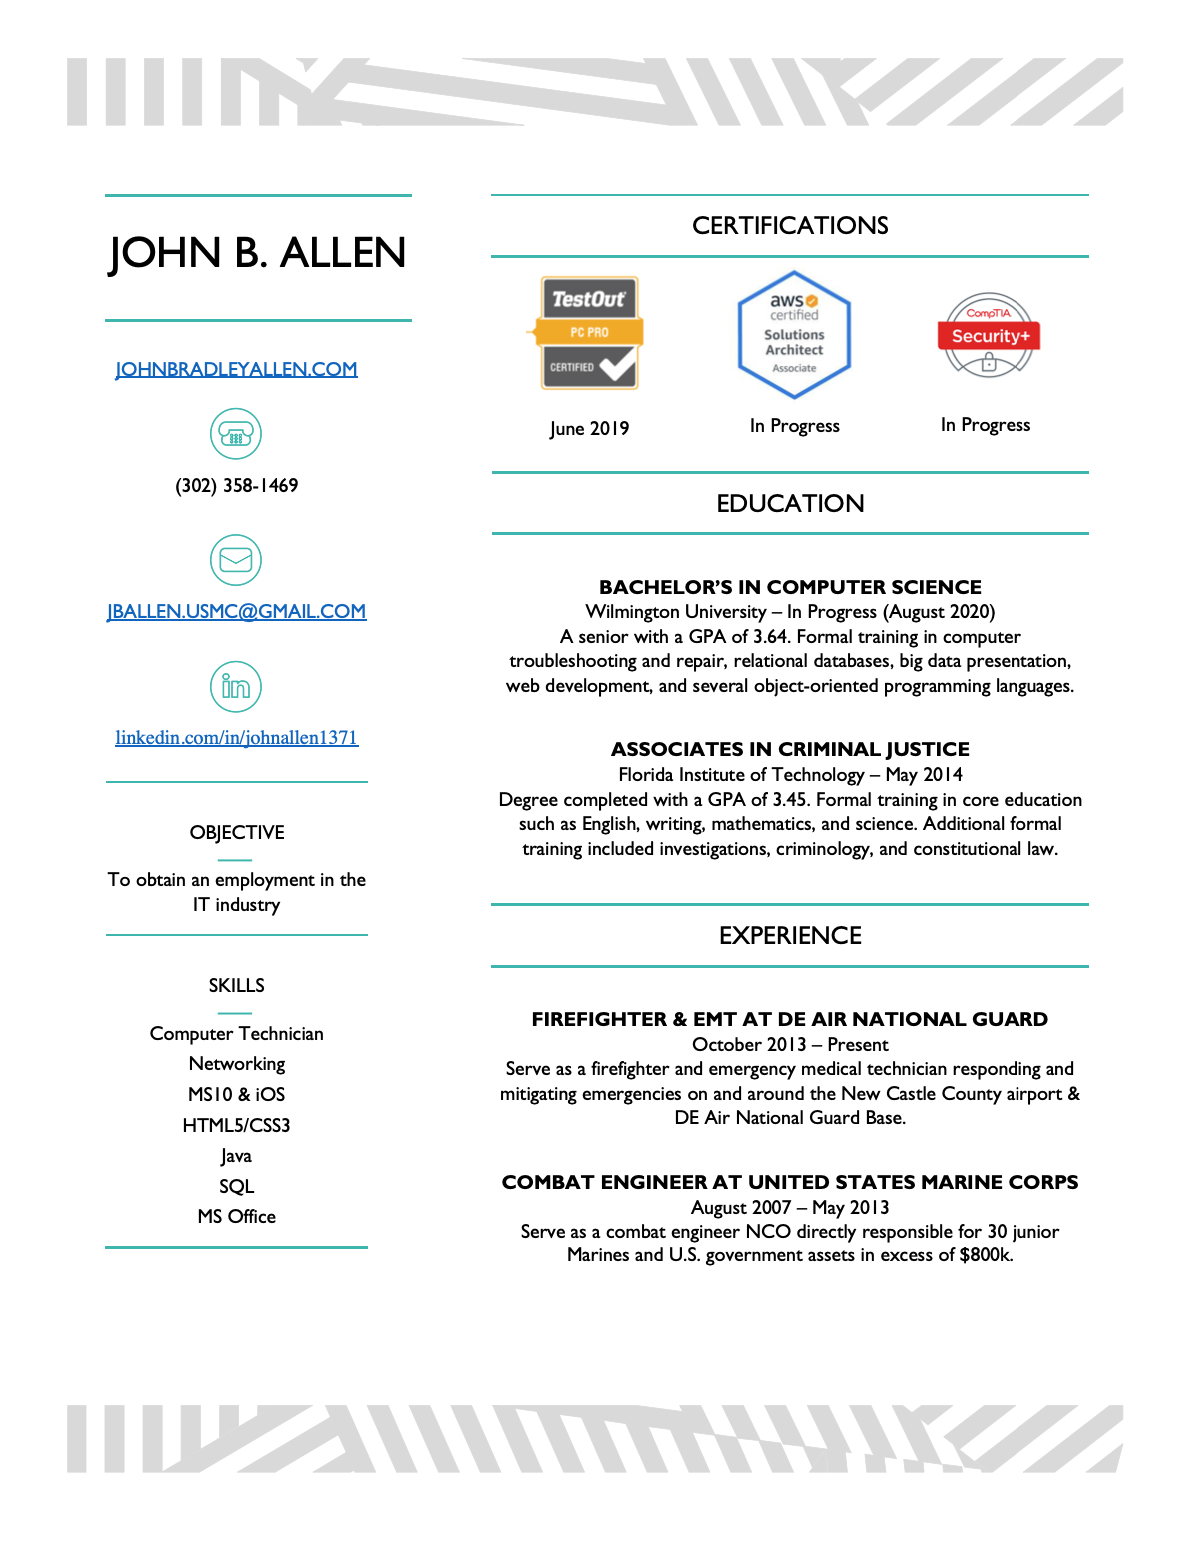 JOHN B. ALLEN
JOHNBRADLEYALLEN.COM
(302) 358-1469
JBALLEN.USMC@GMAIL.COM
in
linkedin.com/in/johnallen1371
OBJECTIVE
To obtain an employment in the
IT industry
SKILLS
Computer Technician
Networking
MS10 & iOS
HTML5/CSS3
Java
SQL
MS Office
CERTIFICATIONS
TestOut
PC PRO
CERTIFIED
June 2019
aws
certified
Solutions
Architect
Associate
In Progress
CompTIA
Security+
In Progress
EDUCATION
BACHELOR’S IN COMPUTER SCIENCE
Wilmington University – In Progress (August 2020)
A senior with a GPA of 3.64. Formal training in computer
troubleshooting and repair, relational databases, big data presentation,
web development, and several object-oriented programming languages.
ASSOCIATES IN CRIMINAL JUSTICE
Florida Institute of Technology – May 2014
Degree completed with a GPA of 3.45. Formal training in core education
such as English, writing, mathematics, and science. Additional formal
training included investigations, criminology, and constitutional law.
EXPERIENCE
FIREFIGHTER & EMT AT DE AIR NATIONAL GUARD
October 2013 – Present
Serve as a firefighter and emergency medical technician responding and
mitigating emergencies on and around the New Castle County airport &
DE Air National Guard Base.
COMBAT ENGINEER AT UNITED STATES MARINE CORPS
August 2007 – May 2013
Serve as a combat engineer NCO directly responsible for 30 junior
Marines and U.S. government assets in excess of $800k.